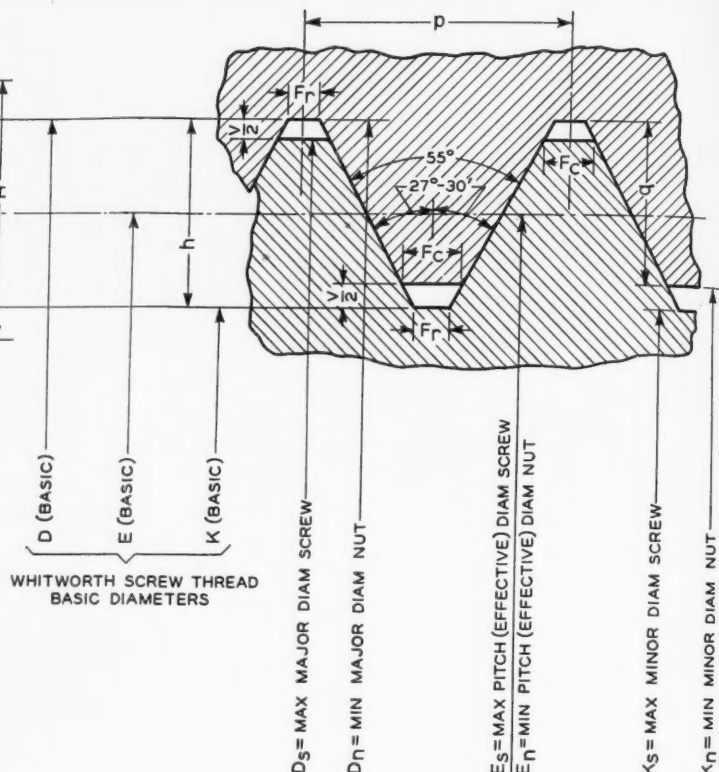 p
Fr
V/2
55°
27°-30'
Fc
q
h
Fc
V/2
Fr
D (BASIC)
E (BASIC)
K (BASIC)
WHITWORTH SCREW THREAD
BASIC DIAMETERS
Ds = MAX MAJOR DIAM SCREW
Dn = MIN MAJOR DIAM NUT
Es = MAX PITCH (EFFECTIVE) DIAM SCREW
En = MIN PITCH (EFFECTIVE) DIAM NUT
Ks = MAX MINOR DIAM SCREW
Kn = MIN MINOR DIAM NUT